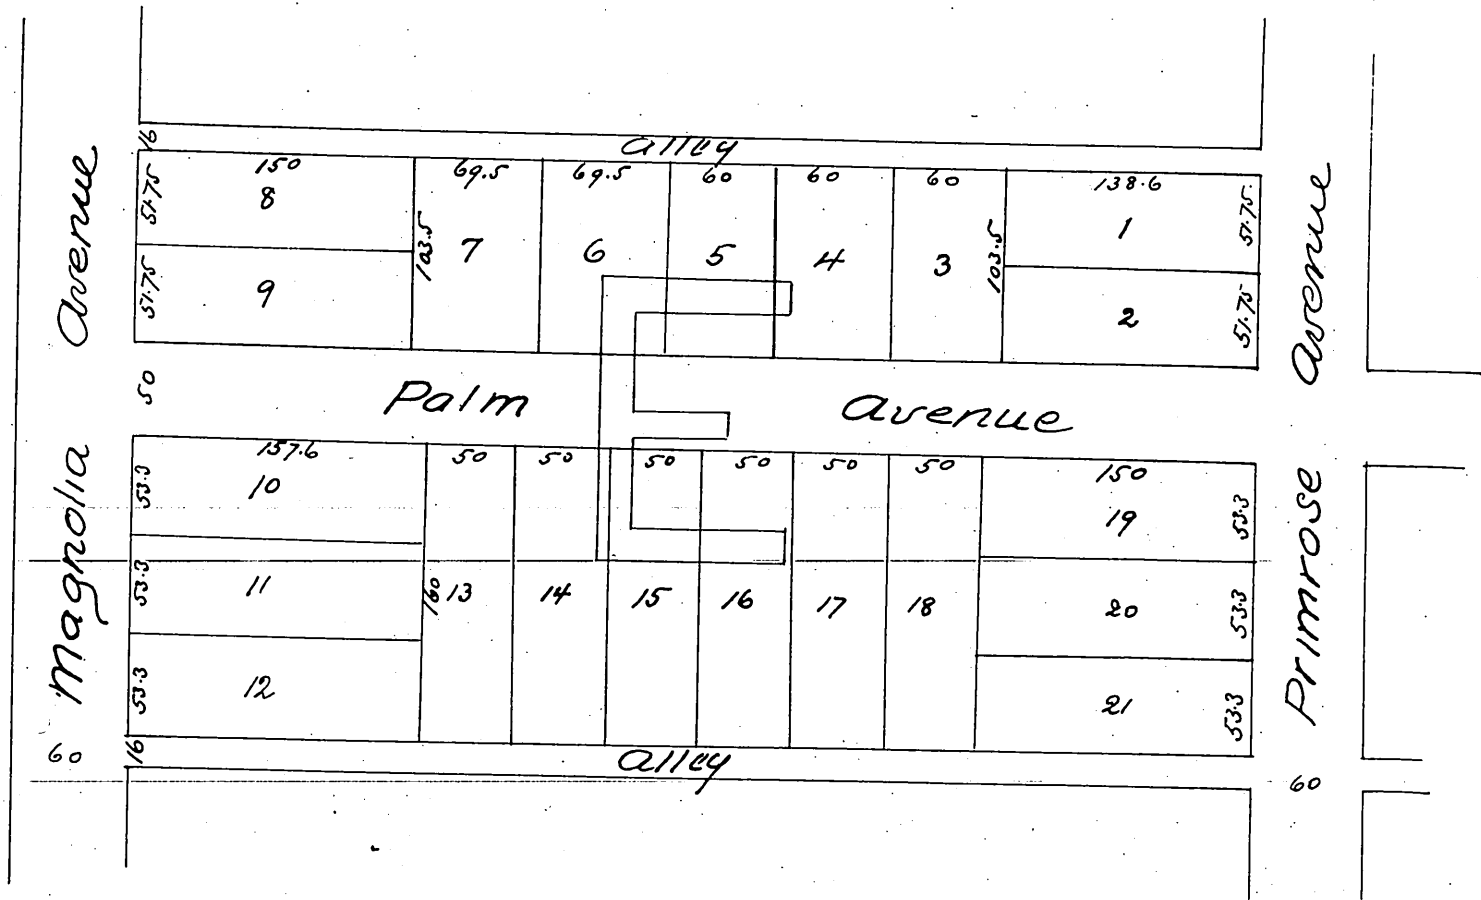 alley
16
150 69.5 69.5 60 60 60 138.6
51.75 8 103.5 7 6 5 4 3 103.5 1 51.75
51.75 9 2 51.75
Avenue
Avenue
50 Palm Avenue
157.6 50 50 50 50 50 50 150
53.3 10 19 53.3
53.3 11 160 13 14 15 16 17 18 20 53.3
53.3 12 21 53.3
Magnolia
Primrose
60 16 alley 60